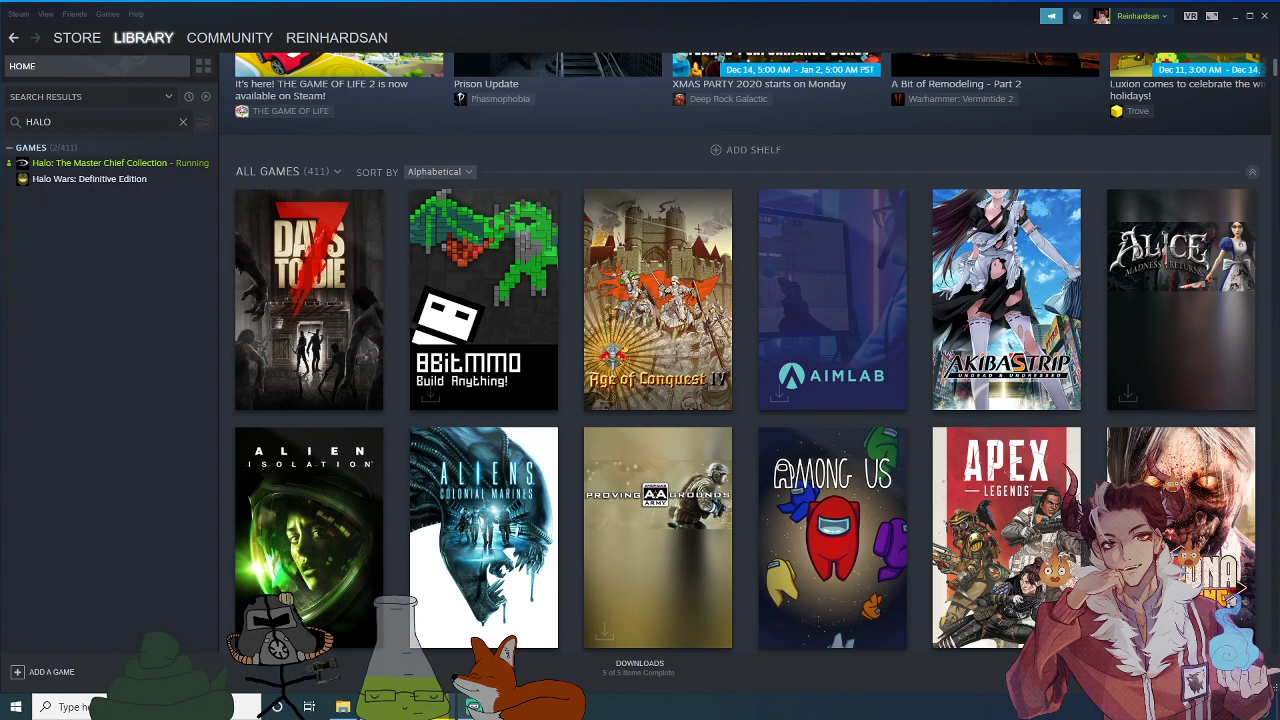 Steam View Friends Games Help
Reinhardsan
VR
STORE LIBRARY COMMUNITY REINHARDSAN
HOME
SEARCH RESULTS
HALO
GAMES (2/411)
Halo: The Master Chief Collection - Running
Halo Wars: Definitive Edition
ADD A GAME
Dec 14, 5:00 AM - Jan 2, 5:00 AM PST
Dec 11, 3:00 AM - Dec 14,
It's here! THE GAME OF LIFE 2 is now
available on Steam!
THE GAME OF LIFE
Prison Update
Phasmophobia
XMAS PARTY 2020 starts on Monday
Deep Rock Galactic
A Bit of Remodeling - Part 2
Warhammer: Vermintide 2
Luxion comes to celebrate the wi
holidays!
Trove
ADD SHELF
ALL GAMES (411) SORT BY Alphabetical
7
DAYS
TO DIE
8BITMMO
Build Anything!
Age of Conquest IV
AIMLAB
AKIBA'S TRIP
UNDEAD & UNDRESSED
ALICE
MADNESS RETURNS
ALIEN
ISOLATION
ALIENS
COLONIAL MARINES
PROVING AA GROUNDS
AMERICA'S
ARMY
AMONG US
APEX
LEGENDS
DOWNLOADS
5 of 5 Items Complete
Type he